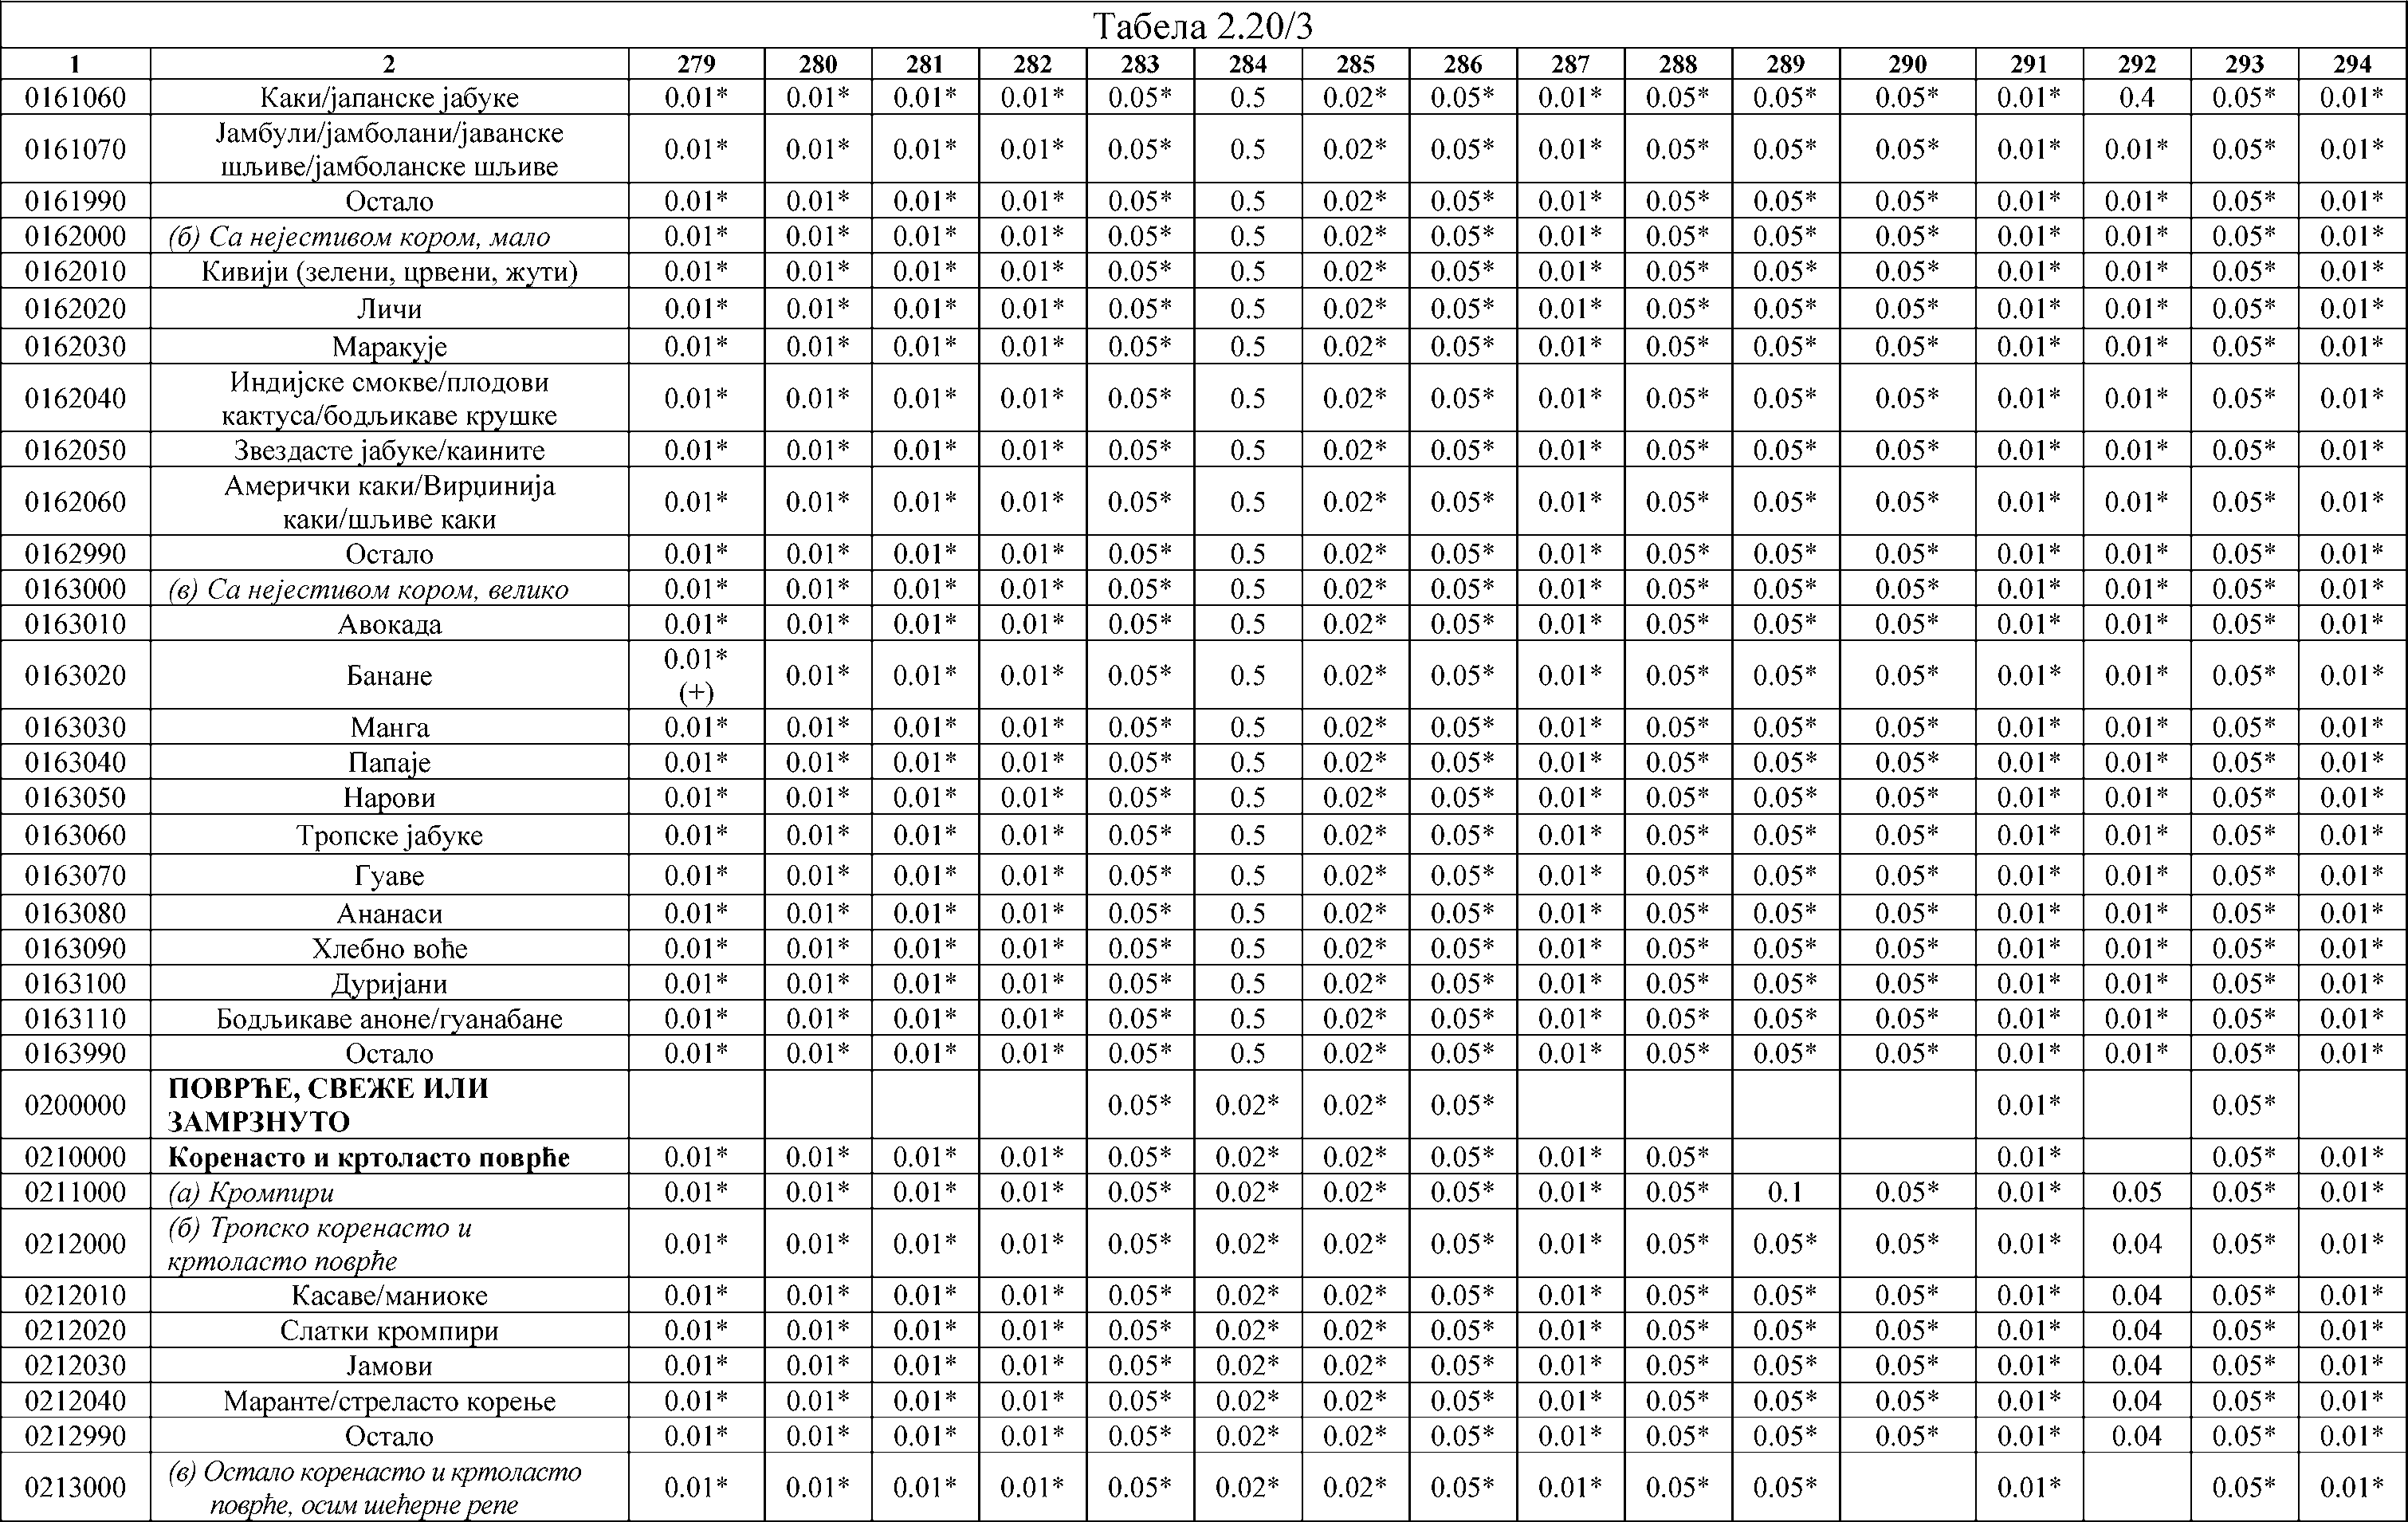 Табела 2.20/3
1 2 279 280 281 282 283 284 285 286 287 288 289 290 291 292 293 294
0161060 Каки/јапанске јабуке 0.01* 0.01* 0.01* 0.01* 0.05* 0.5 0.02* 0.05* 0.01* 0.05* 0.05* 0.05* 0.01* 0.4 0.05* 0.01*
Јамбули/јамболани/јаванске
0161070 0.01* 0.01* 0.01* 0.01* 0.05* 0.5 0.02* 0.05* 0.01* 0.05* 0.05* 0.05* 0.01* 0.01* 0.05* 0.01*
шљиве/јамболанске шљиве
0161990 Остало 0.01* 0.01* 0.01* 0.01* 0.05* 0.5 0.02* 0.05* 0.01* 0.05* 0.05* 0.05* 0.01* 0.01* 0.05* 0.01*
0162000 (б) Са нејестивом кором, мало 0.01* 0.01* 0.01* 0.01* 0.05* 0.5 0.02* 0.05* 0.01* 0.05* 0.05* 0.05* 0.01* 0.01* 0.05* 0.01*
0162010 Кивији (зелени, црвени, жути) 0.01* 0.01* 0.01* 0.01* 0.05* 0.5 0.02* 0.05* 0.01* 0.05* 0.05* 0.05* 0.01* 0.01* 0.05* 0.01*
0162020 Личи 0.01* 0.01* 0.01* 0.01* 0.05* 0.5 0.02* 0.05* 0.01* 0.05* 0.05* 0.05* 0.01* 0.01* 0.05* 0.01*
0162030 Маракује 0.01* 0.01* 0.01* 0.01* 0.05* 0.5 0.02* 0.05* 0.01* 0.05* 0.05* 0.05* 0.01* 0.01* 0.05* 0.01*
Индијске смокве/плодови
0162040 0.01* 0.01* 0.01* 0.01* 0.05* 0.5 0.02* 0.05* 0.01* 0.05* 0.05* 0.05* 0.01* 0.01* 0.05* 0.01*
кактуса/бодљикаве крушке
0162050 Звездасте јабуке/каините 0.01* 0.01* 0.01* 0.01* 0.05* 0.5 0.02* 0.05* 0.01* 0.05* 0.05* 0.05* 0.01* 0.01* 0.05* 0.01*
Амерички каки/Вирџинија
0162060 0.01* 0.01* 0.01* 0.01* 0.05* 0.5 0.02* 0.05* 0.01* 0.05* 0.05* 0.05* 0.01* 0.01* 0.05* 0.01*
каки/шљиве каки
0162990 Остало 0.01* 0.01* 0.01* 0.01* 0.05* 0.5 0.02* 0.05* 0.01* 0.05* 0.05* 0.05* 0.01* 0.01* 0.05* 0.01*
0163000 (в) Са нејестивом кором, велико 0.01* 0.01* 0.01* 0.01* 0.05* 0.5 0.02* 0.05* 0.01* 0.05* 0.05* 0.05* 0.01* 0.01* 0.05* 0.01*
0163010 Авокада 0.01* 0.01* 0.01* 0.01* 0.05* 0.5 0.02* 0.05* 0.01* 0.05* 0.05* 0.05* 0.01* 0.01* 0.05* 0.01*
0.01*
0163020 Банане 0.01* 0.01* 0.01* 0.05* 0.5 0.02* 0.05* 0.01* 0.05* 0.05* 0.05* 0.01* 0.01* 0.05* 0.01*
(+)
0163030 Манга 0.01* 0.01* 0.01* 0.01* 0.05* 0.5 0.02* 0.05* 0.01* 0.05* 0.05* 0.05* 0.01* 0.01* 0.05* 0.01*
0163040 Папаје 0.01* 0.01* 0.01* 0.01* 0.05* 0.5 0.02* 0.05* 0.01* 0.05* 0.05* 0.05* 0.01* 0.01* 0.05* 0.01*
0163050 Нарови 0.01* 0.01* 0.01* 0.01* 0.05* 0.5 0.02* 0.05* 0.01* 0.05* 0.05* 0.05* 0.01* 0.01* 0.05* 0.01*
0163060 Тропске јабуке 0.01* 0.01* 0.01* 0.01* 0.05* 0.5 0.02* 0.05* 0.01* 0.05* 0.05* 0.05* 0.01* 0.01* 0.05* 0.01*
0163070 Гуаве 0.01* 0.01* 0.01* 0.01* 0.05* 0.5 0.02* 0.05* 0.01* 0.05* 0.05* 0.05* 0.01* 0.01* 0.05* 0.01*
0163080 Ананаси 0.01* 0.01* 0.01* 0.01* 0.05* 0.5 0.02* 0.05* 0.01* 0.05* 0.05* 0.05* 0.01* 0.01* 0.05* 0.01*
0163090 Хлебно воће 0.01* 0.01* 0.01* 0.01* 0.05* 0.5 0.02* 0.05* 0.01* 0.05* 0.05* 0.05* 0.01* 0.01* 0.05* 0.01*
0163100 Дуријани 0.01* 0.01* 0.01* 0.01* 0.05* 0.5 0.02* 0.05* 0.01* 0.05* 0.05* 0.05* 0.01* 0.01* 0.05* 0.01*
0163110 Бодљикаве аноне/гуанабане 0.01* 0.01* 0.01* 0.01* 0.05* 0.5 0.02* 0.05* 0.01* 0.05* 0.05* 0.05* 0.01* 0.01* 0.05* 0.01*
0163990 Остало 0.01* 0.01* 0.01* 0.01* 0.05* 0.5 0.02* 0.05* 0.01* 0.05* 0.05* 0.05* 0.01* 0.01* 0.05* 0.01*
ПОВРЋЕ, СВЕЖЕ ИЛИ
0200000 0.05* 0.02* 0.02* 0.05* 0.01* 0.05*
ЗАМРЗНУТО
0210000 Коренасто и кртоласто поврће 0.01* 0.01* 0.01* 0.01* 0.05* 0.02* 0.02* 0.05* 0.01* 0.05* 0.01* 0.05* 0.01*
0211000 (а) Кромпири 0.01* 0.01* 0.01* 0.01* 0.05* 0.02* 0.02* 0.05* 0.01* 0.05* 0.1 0.05* 0.01* 0.05 0.05* 0.01*
(б) Тропско коренасто и
0212000 0.01* 0.01* 0.01* 0.01* 0.05* 0.02* 0.02* 0.05* 0.01* 0.05* 0.05* 0.05* 0.01* 0.04 0.05* 0.01*
кртоласто поврће
0212010 Касаве/маниоке 0.01* 0.01* 0.01* 0.01* 0.05* 0.02* 0.02* 0.05* 0.01* 0.05* 0.05* 0.05* 0.01* 0.04 0.05* 0.01*
0212020 Слатки кромпири 0.01* 0.01* 0.01* 0.01* 0.05* 0.02* 0.02* 0.05* 0.01* 0.05* 0.05* 0.05* 0.01* 0.04 0.05* 0.01*
0212030 Јамови 0.01* 0.01* 0.01* 0.01* 0.05* 0.02* 0.02* 0.05* 0.01* 0.05* 0.05* 0.05* 0.01* 0.04 0.05* 0.01*
0212040 Маранте/стреласто корење 0.01* 0.01* 0.01* 0.01* 0.05* 0.02* 0.02* 0.05* 0.01* 0.05* 0.05* 0.05* 0.01* 0.04 0.05* 0.01*
0212990 Остало 0.01* 0.01* 0.01* 0.01* 0.05* 0.02* 0.02* 0.05* 0.01* 0.05* 0.05* 0.05* 0.01* 0.04 0.05* 0.01*
(в) Остало коренасто и кртоласто
0213000 0.01* 0.01* 0.01* 0.01* 0.05* 0.02* 0.02* 0.05* 0.01* 0.05* 0.05* 0.01* 0.05* 0.01*
поврће, осим шећерне репе